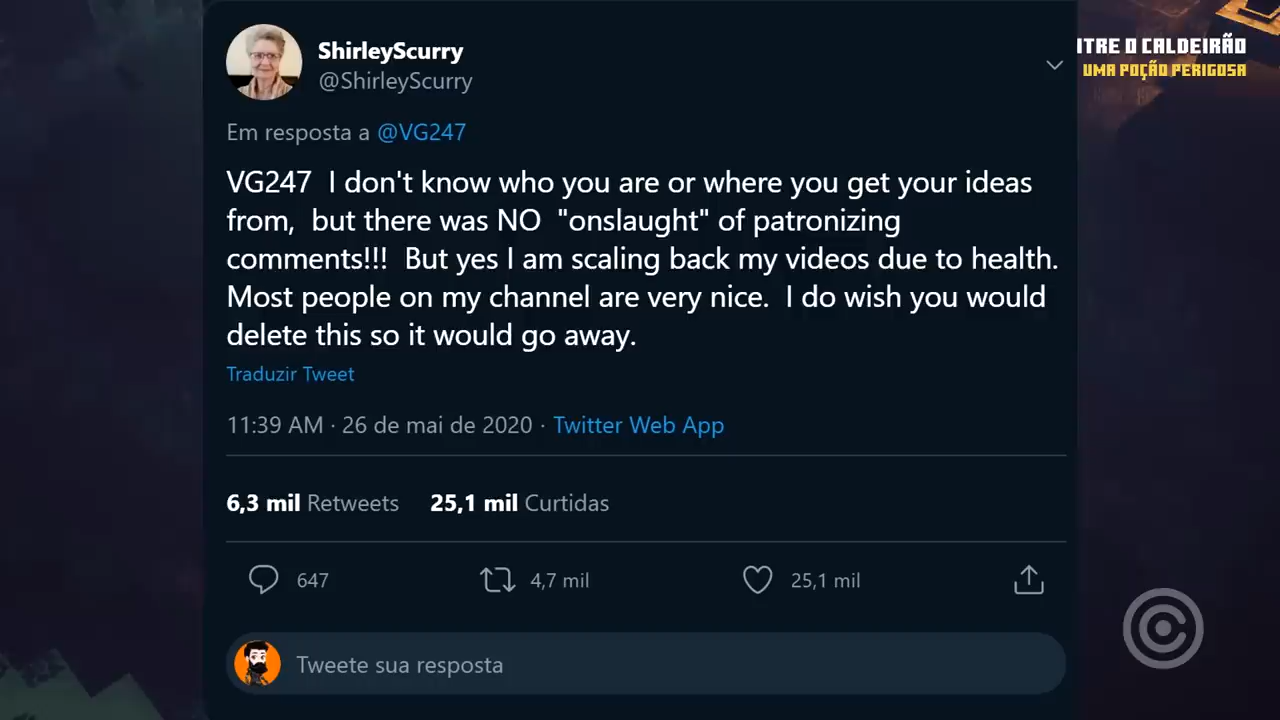 ITRE O CALDEIRÃO
UMA POÇÃO PERIGOSA
ShirleyScurry
@ShirleyScurry
Em resposta a @VG247
VG247  I don't know who you are or where you get your ideas
from,  but there was NO  "onslaught" of patronizing
comments!!!  But yes I am scaling back my videos due to health.
Most people on my channel are very nice.  I do wish you would
delete this so it would go away.
Traduzir Tweet
11:39 AM · 26 de mai de 2020 · Twitter Web App
6,3 mil Retweets 25,1 mil Curtidas
647 4,7 mil 25,1 mil
Tweete sua resposta